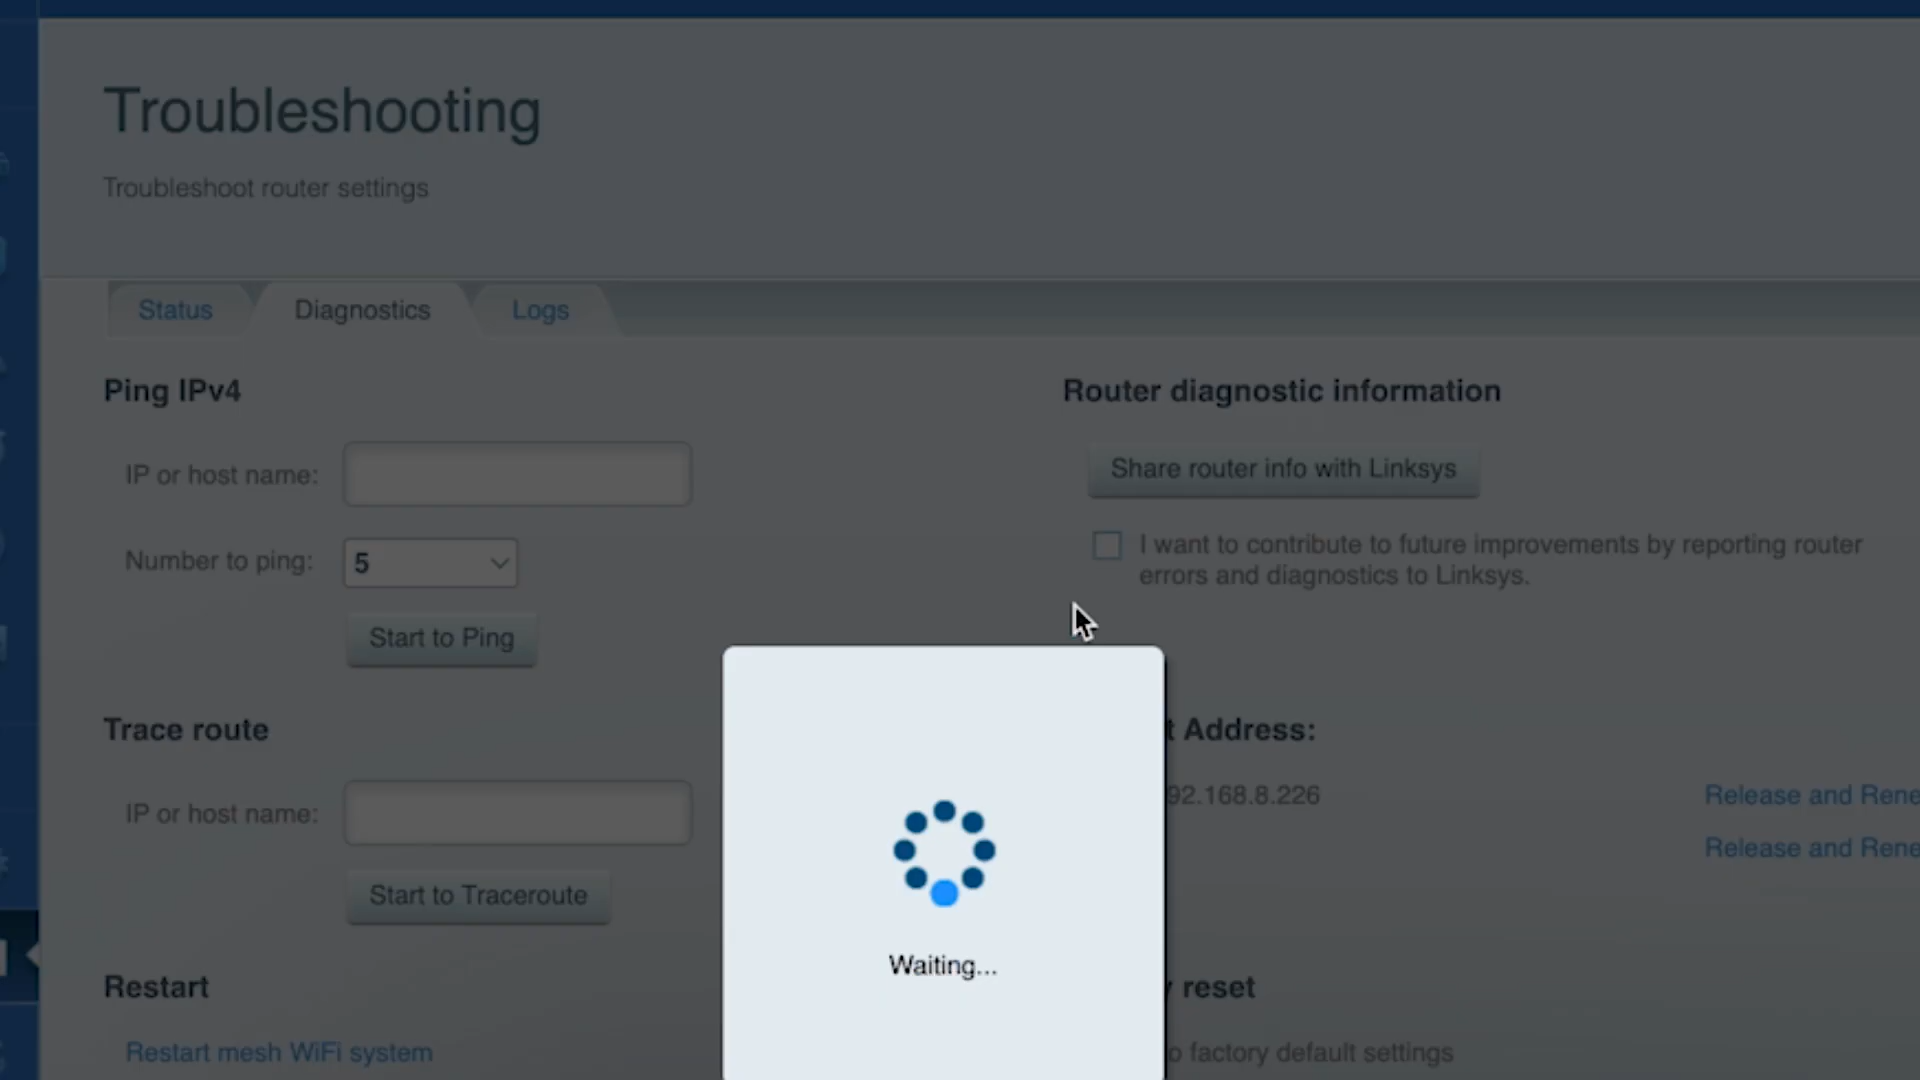 Troubleshooting
Troubleshoot router settings
Status
Diagnostics
Logs
Ping IPv4
IP or host name:
Number to ping:
5
Start to Ping
Router diagnostic information
Share router info with Linksys
I want to contribute to future improvements by reporting router
errors and diagnostics to Linksys.
Trace route
IP or host name:
Start to Traceroute
Address:
92.168.8.226
Release and Rene
Release and Rene
Waiting...
Restart
Restart mesh WiFi system
reset
factory default settings